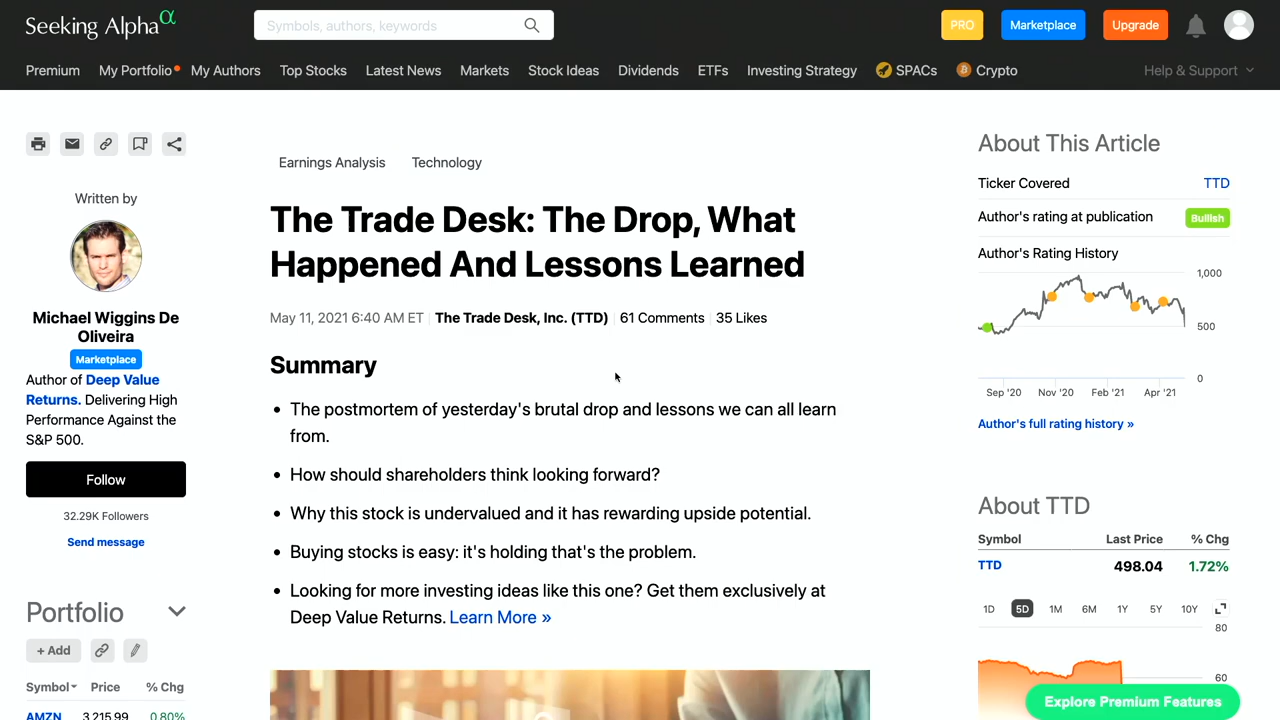 Seeking Alpha α
Symbols, authors, keywords
PRO
Marketplace
Upgrade
Premium
My Portfolio
My Authors
Top Stocks
Latest News
Markets
Stock Ideas
Dividends
ETFs
Investing Strategy
SPACs
Crypto
Help & Support
Written by
Michael Wiggins De
Oliveira
Marketplace
Author of Deep Value
Returns. Delivering High
Performance Against the
S&P 500.
Follow
32.29K Followers
Send message
Portfolio
+ Add
Symbol Price % Chg
AMZN 3,215.99 0.80%
Earnings Analysis Technology
The Trade Desk: The Drop, What
Happened And Lessons Learned
May 11, 2021 6:40 AM ET The Trade Desk, Inc. (TTD) 61 Comments 35 Likes
Summary
• The postmortem of yesterday's brutal drop and lessons we can all learn
from.
• How should shareholders think looking forward?
• Why this stock is undervalued and it has rewarding upside potential.
• Buying stocks is easy: it's holding that's the problem.
• Looking for more investing ideas like this one? Get them exclusively at
Deep Value Returns. Learn More »
About This Article
Ticker Covered TTD
Author's rating at publication Bullish
Author's Rating History
1,000
500
0
Sep '20 Nov '20 Feb '21 Apr '21
Author's full rating history »
About TTD
Symbol Last Price % Chg
TTD 498.04 1.72%
1D 5D 1M 6M 1Y 5Y 10Y
80
60
Explore Premium Features